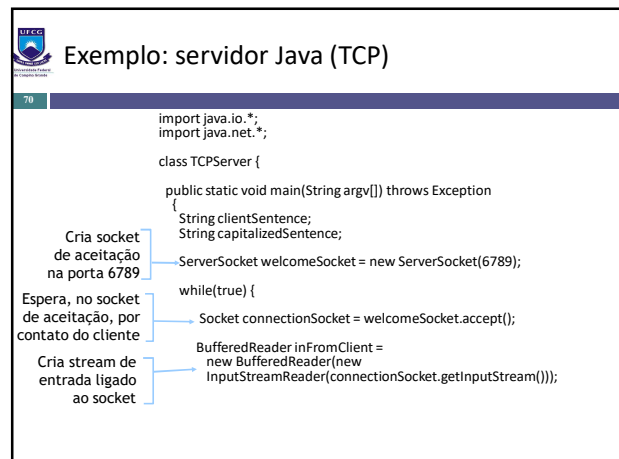 UFCG
Universidade Federal
de Campina Grande
Exemplo: servidor Java (TCP)
70
import java.io.*;
import java.net.*;
class TCPServer {
public static void main(String argv[]) throws Exception
{
String clientSentence;
String capitalizedSentence;
Cria socket
de aceitação
na porta 6789
ServerSocket welcomeSocket = new ServerSocket(6789);
while(true) {
Espera, no socket
de aceitação, por
contato do cliente
Socket connectionSocket = welcomeSocket.accept();
Cria stream de
entrada ligado
ao socket
BufferedReader inFromClient =
new BufferedReader(new
InputStreamReader(connectionSocket.getInputStream()));